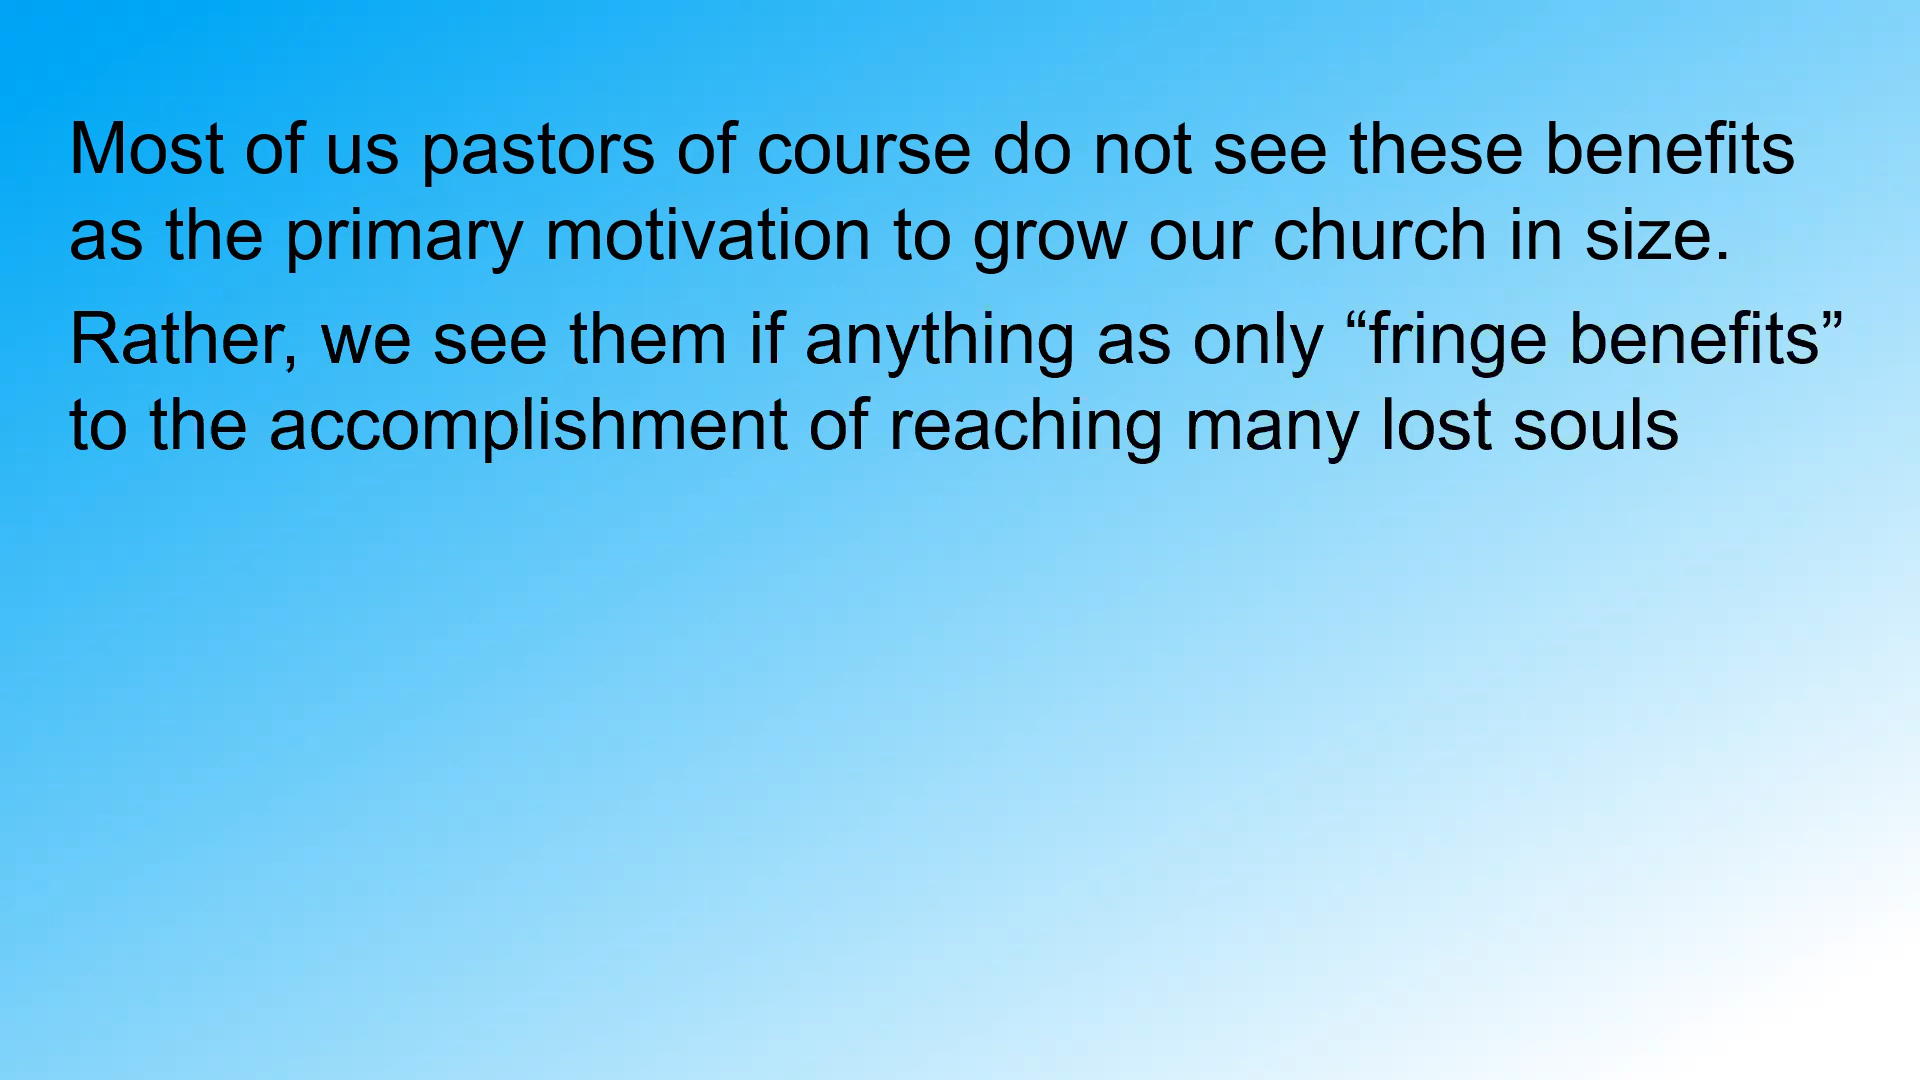 Most of us pastors of course do not see these benefits
as the primary motivation to grow our church in size.
Rather, we see them if anything as only “fringe benefits”
to the accomplishment of reaching many lost souls